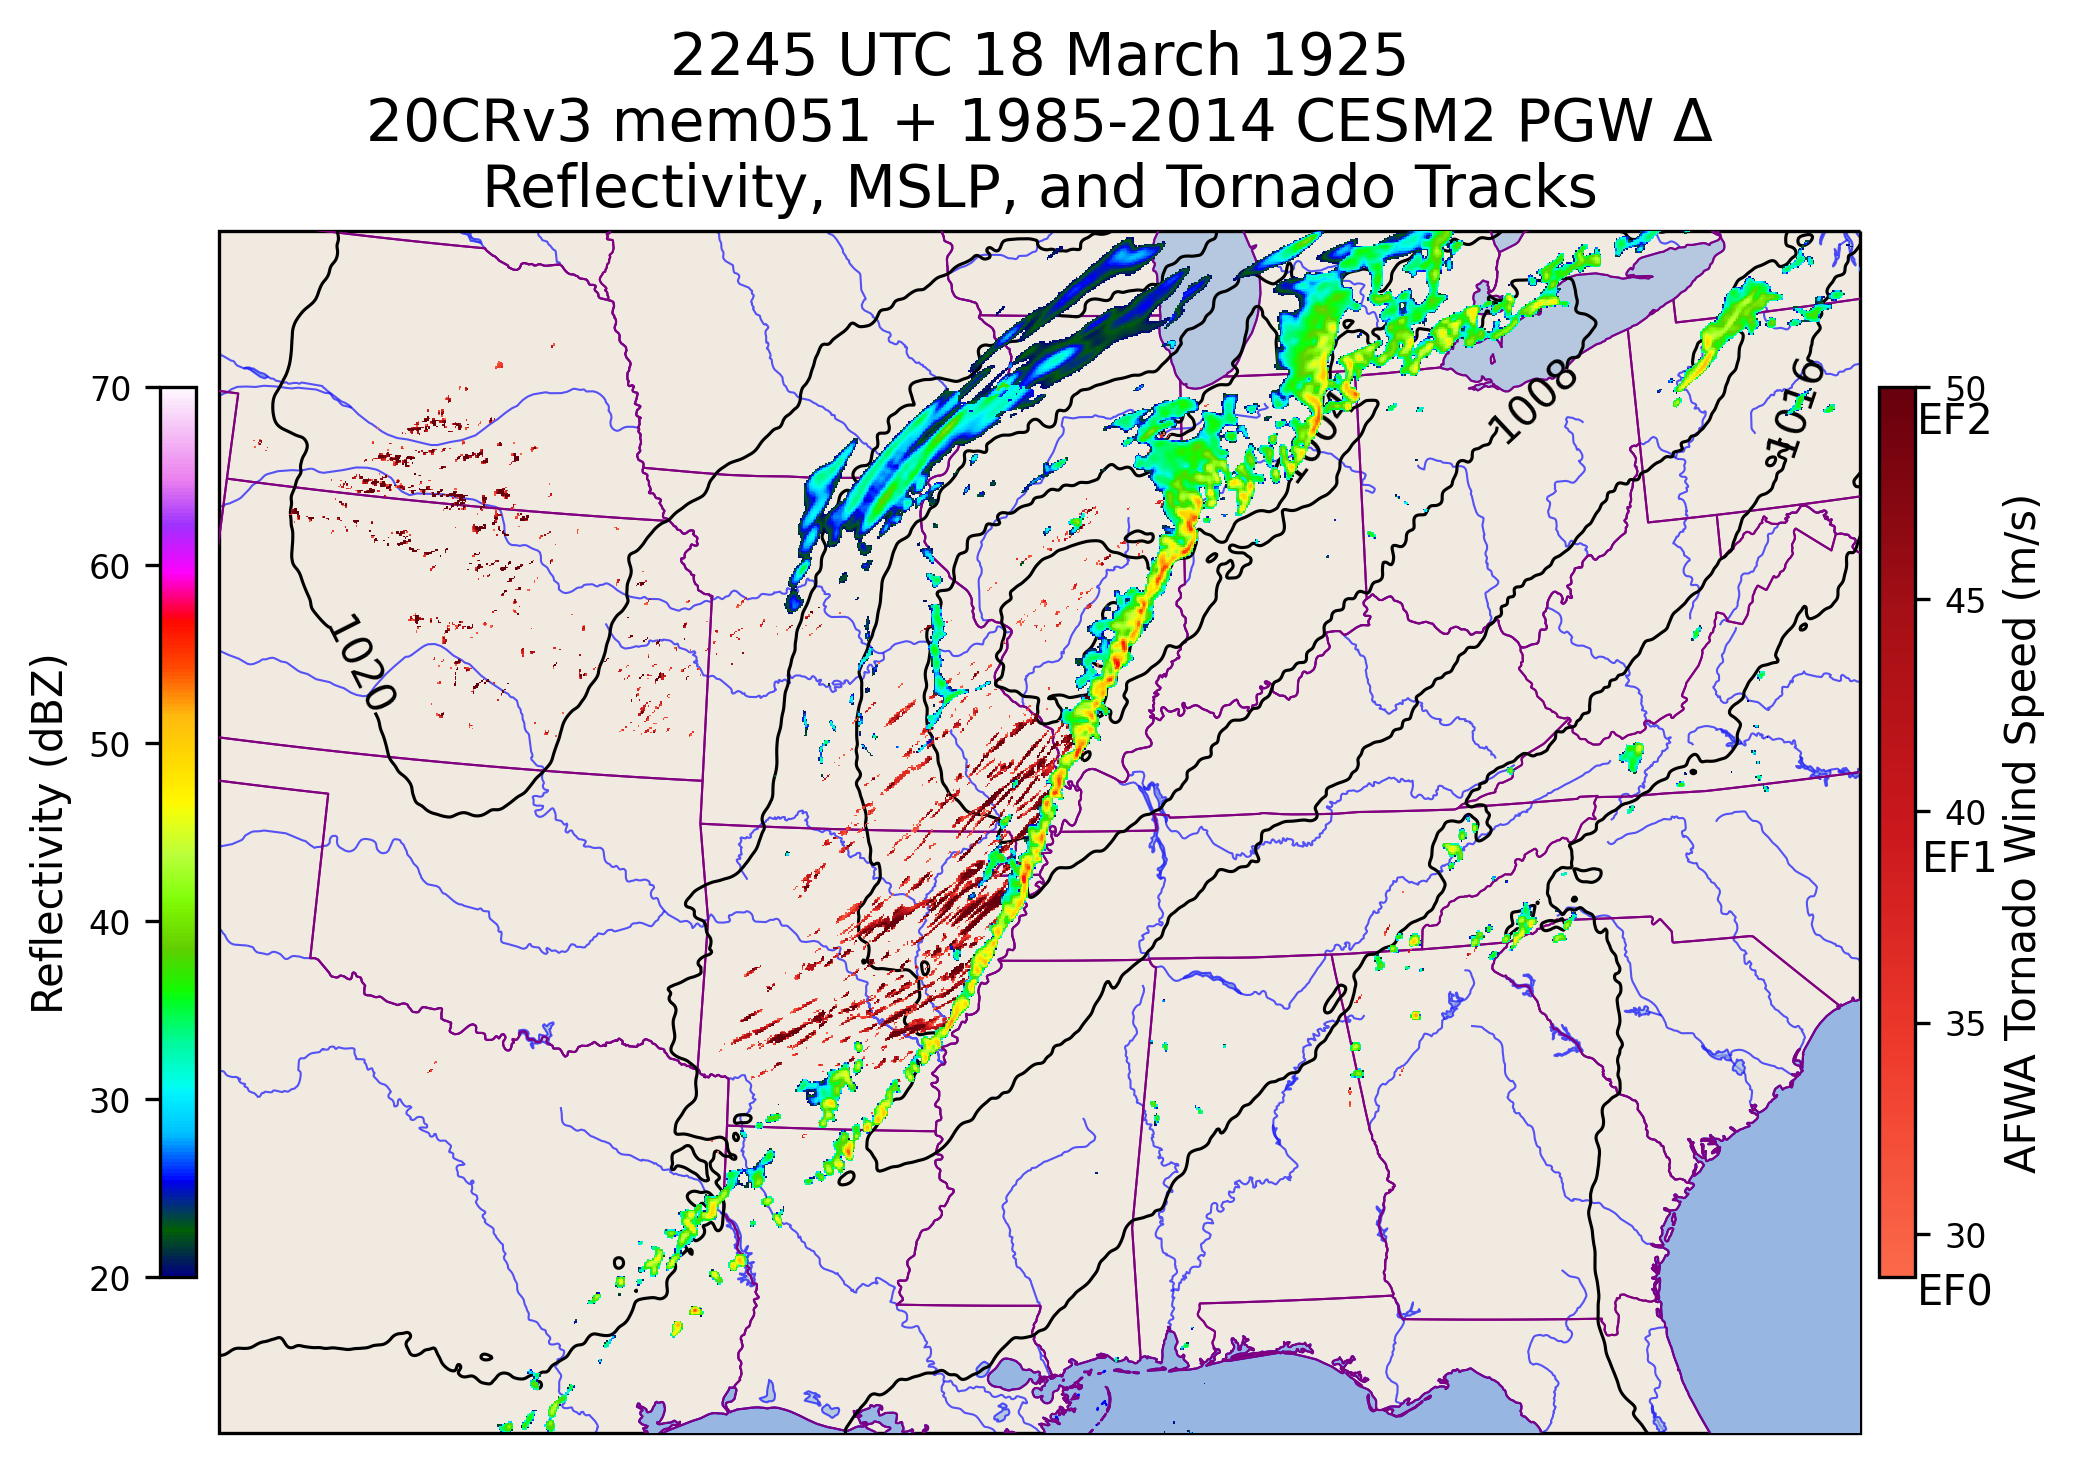 2245 UTC 18 March 1925
20CRv3 mem051 + 1985-2014 CESM2 PGW Δ
Reflectivity, MSLP, and Tornado Tracks
Reflectivity (dBZ)
70
60
50
40
30
20
1020
1008
1016
50
EF2
45
40
EF1
35
30
EF0
AFWA Tornado Wind Speed (m/s)